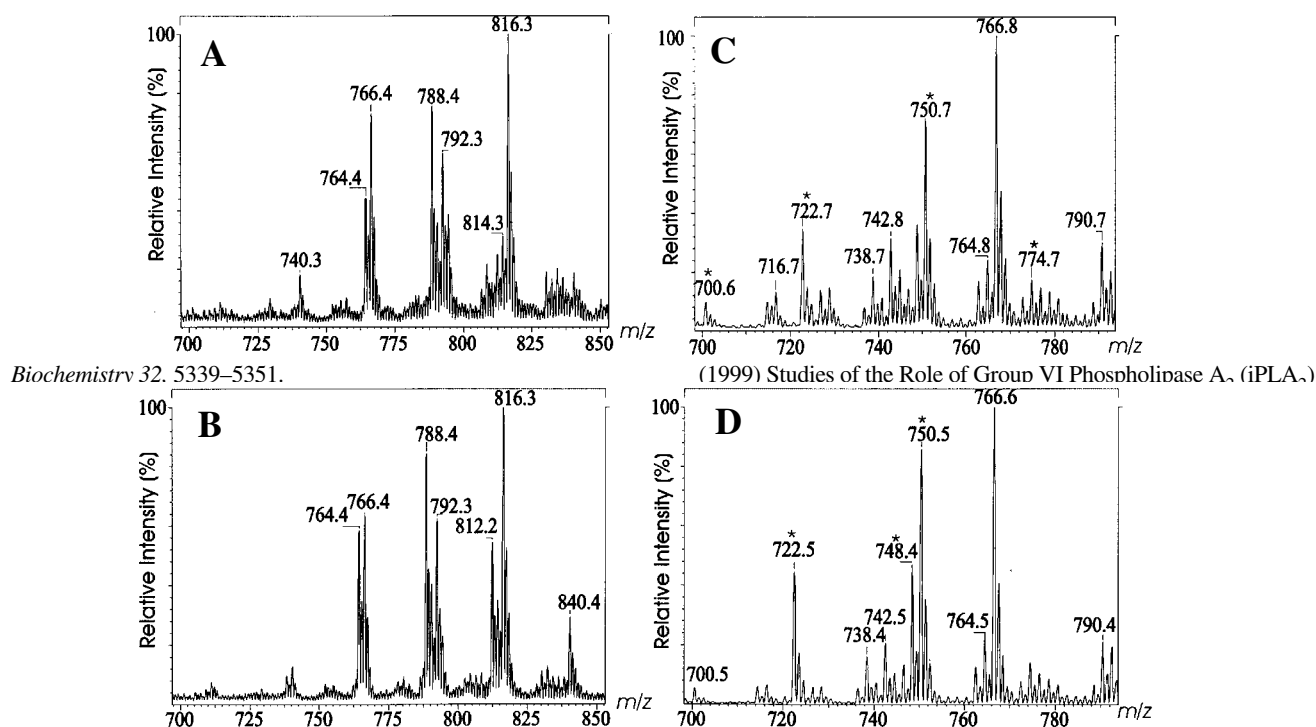 A
100
Relative Intensity (%)
816.3
766.4
788.4
792.3
764.4
814.3
740.3
700 725 750 775 800 825 850
m/z
C
100
Relative Intensity (%)
766.8
*
750.7
*
722.7
742.8
738.7
764.8
*
774.7
790.7
716.7
*
700.6
700 720 740 760 780
m/z
Biochemistry 32, 5339–5351.
(1999) Studies of the Role of Group VI Phospholipase A2 (iPLA2)
B
100
Relative Intensity (%)
816.3
788.4
766.4
792.3
764.4
812.2
840.4
700 725 750 775 800 825 850
m/z
D
100
Relative Intensity (%)
766.6
*
750.5
*
722.5
*
748.4
742.5
738.4
764.5
790.4
700.5
700 720 740 760 780
m/z